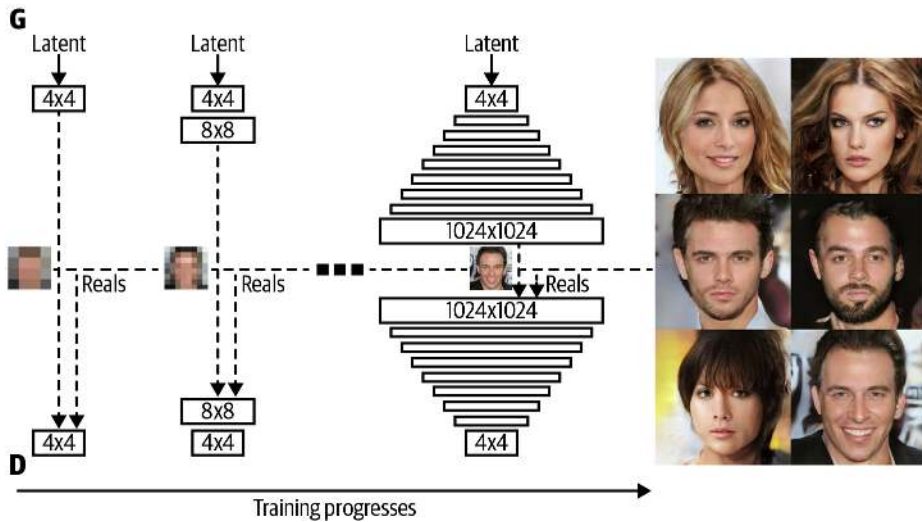 G
Latent Latent Latent
4x4 4x4 4x4
8x8
1024x1024
Reals Reals Reals
1024x1024
8x8
4x4 4x4 4x4
D
Training progresses